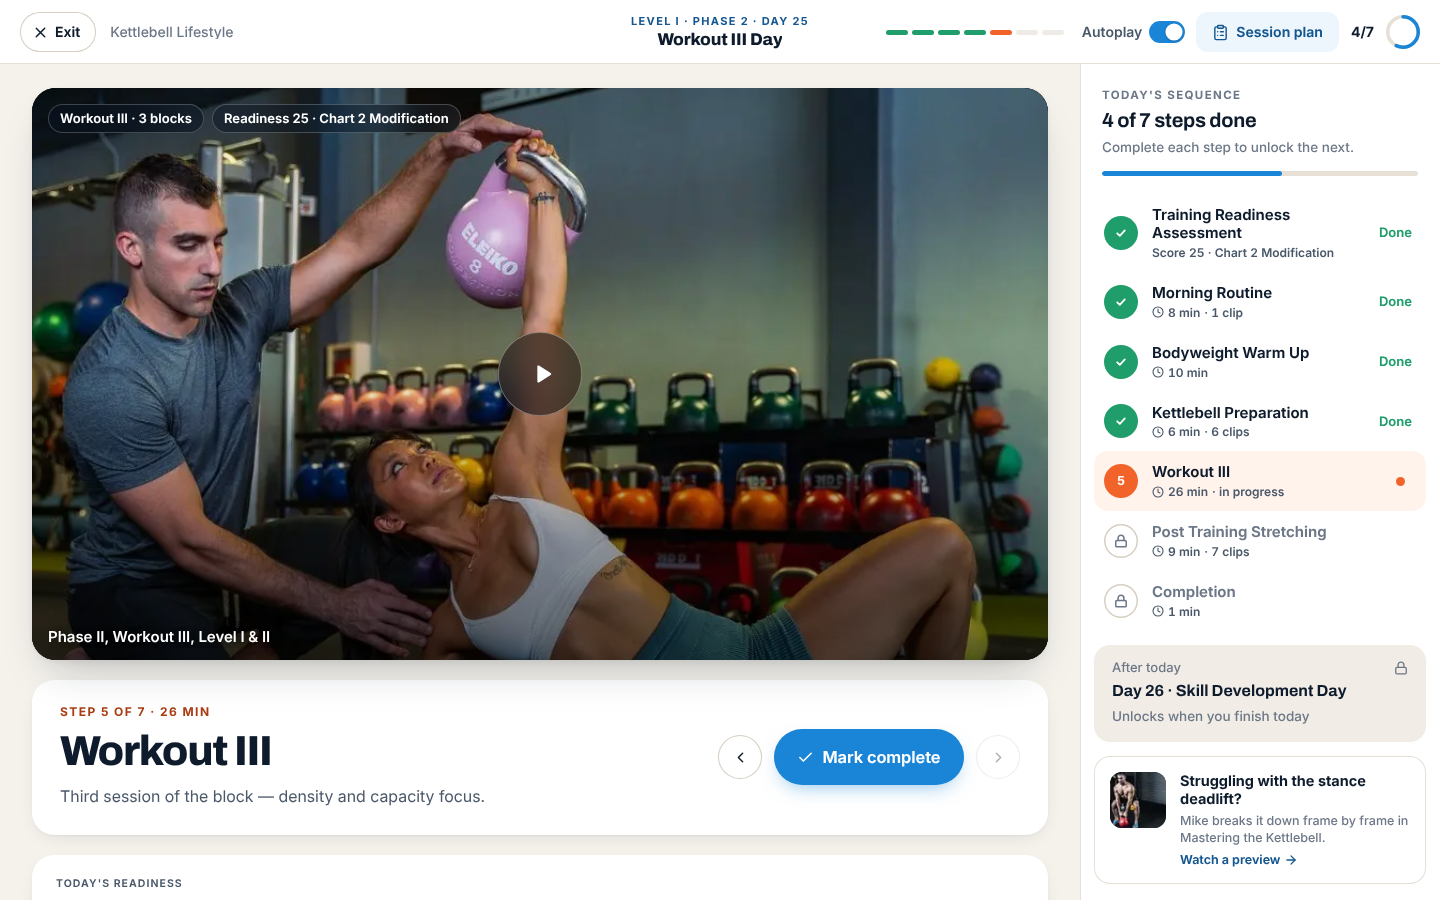 Exit
Kettlebell Lifestyle
LEVEL I · PHASE 2 · DAY 25
Workout III Day
Autoplay
Session plan
4/7
Workout III · 3 blocks
Readiness 25 · Chart 2 Modification
ELEIKO
8
Phase II, Workout III, Level I & II
STEP 5 OF 7 · 26 MIN
Workout III
Third session of the block — density and capacity focus.
Mark complete
TODAY'S READINESS
TODAY'S SEQUENCE
4 of 7 steps done
Complete each step to unlock the next.
Training Readiness
Assessment
Score 25 · Chart 2 Modification
Done
Morning Routine
8 min · 1 clip
Done
Bodyweight Warm Up
10 min
Done
Kettlebell Preparation
6 min · 6 clips
Done
5
Workout III
26 min · in progress
Post Training Stretching
9 min · 7 clips
Completion
1 min
After today
Day 26 · Skill Development Day
Unlocks when you finish today
Struggling with the stance
deadlift?
Mike breaks it down frame by frame in
Mastering the Kettlebell.
Watch a preview →